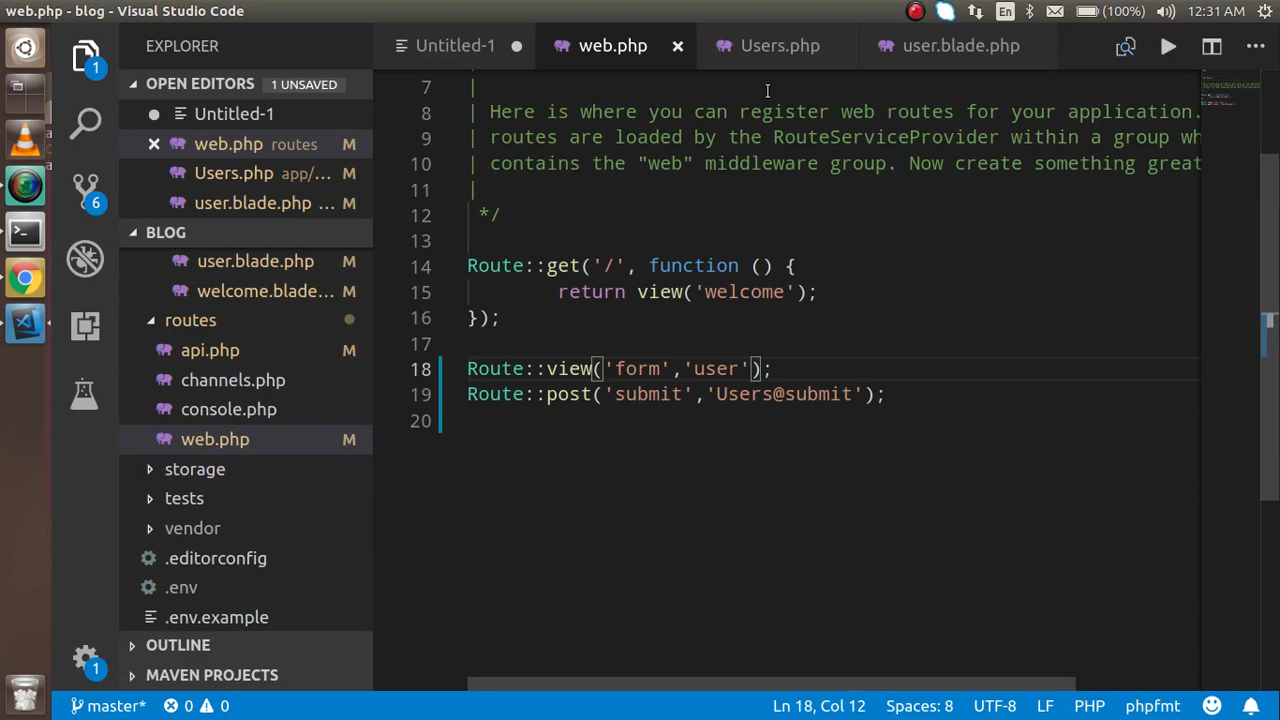 web.php - blog - Visual Studio Code
En
(100%)
12:31 AM
1
6
1
EXPLORER
OPEN EDITORS 1 UNSAVED
Untitled-1
web.php routes M
Users.php app/... M
user.blade.php ... M
BLOG
user.blade.php M
welcome.blade... M
routes
api.php M
channels.php
console.php
web.php M
storage
tests
vendor
.editorconfig
.env
.env.example
OUTLINE
MAVEN PROJECTS
Untitled-1
web.php
Users.php
user.blade.php
7 |
8 | Here is where you can register web routes for your application.
9 | routes are loaded by the RouteServiceProvider within a group wh
10 | contains the "web" middleware group. Now create something great
11 |
12 */
13
14 Route::get('/', function () {
15 return view('welcome');
16 });
17
18 Route::view('form','user');
19 Route::post('submit','Users@submit');
20
master* 0 0
Ln 18, Col 12
Spaces: 8
UTF-8
LF
PHP
phpfmt